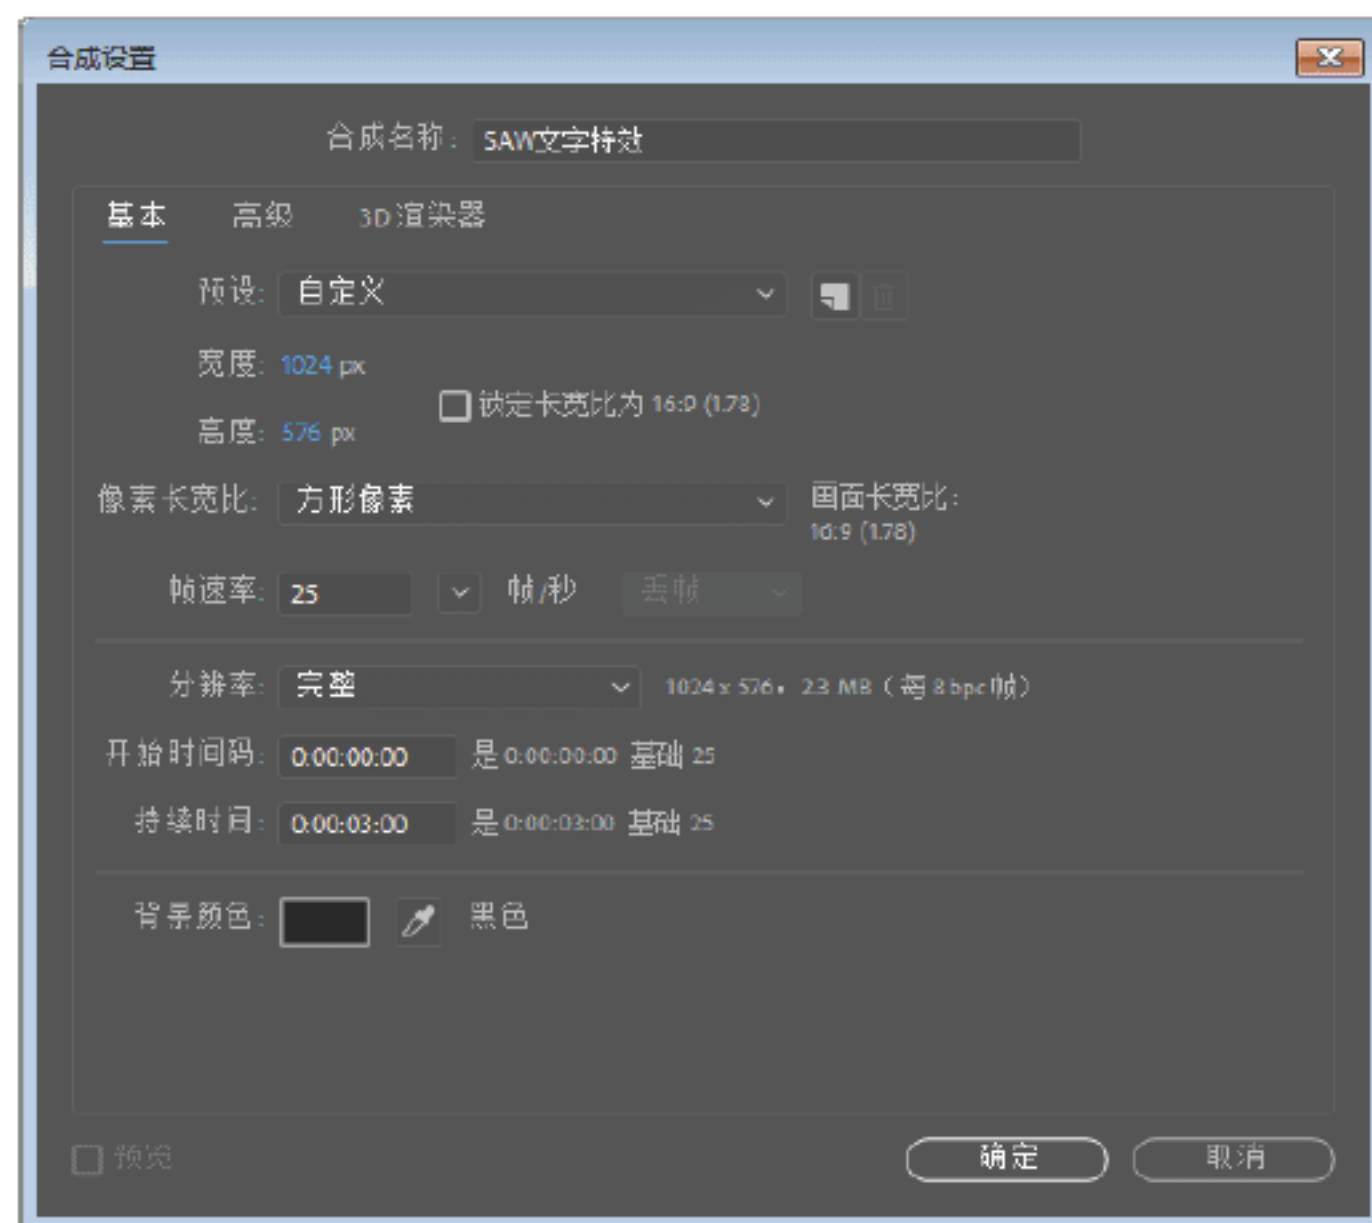 合成设置
合成名称: SAW文字特效
基本 高级 3D 渲染器
预设: 自定义
宽度: 1024 px
锁定长宽比为 16:9 (1.78)
高度: 576 px
像素长宽比: 方形像素 画面长宽比:
16:9 (1.78)
帧速率: 25 帧/秒 丢帧
分辨率: 完整 1024 x 576，2.3 MB（每 8 bpc 帧）
开始时间码: 0:00:00:00 是 0:00:00:00 基础 25
持续时间: 0:00:03:00 是 0:00:03:00 基础 25
背景颜色: 黑色
预览 确定 取消